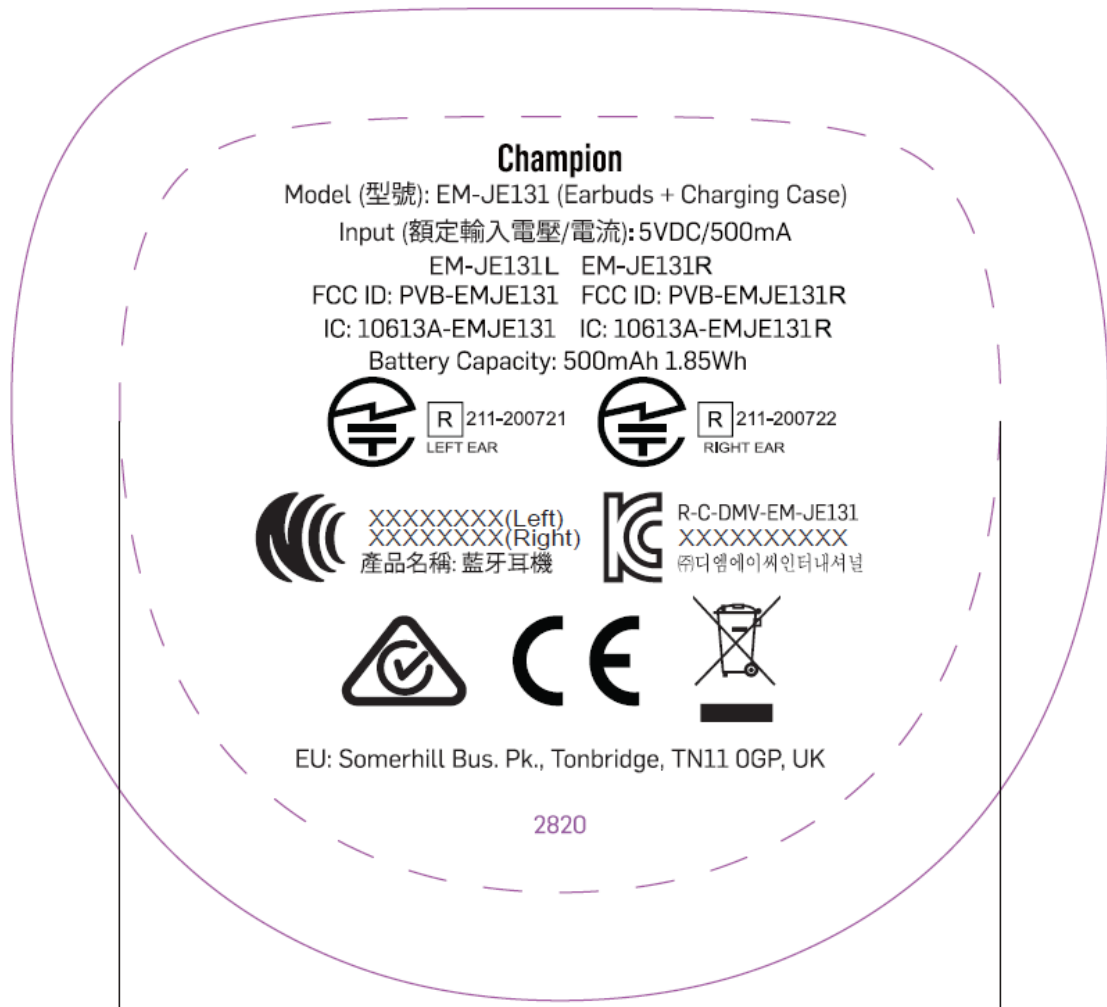 Champion
Model (型號): EM-JE131 (Earbuds + Charging Case)
Input (額定輸入電壓/電流): 5VDC/500mA
EM-JE131L EM-JE131R
FCC ID: PVB-EMJE131 FCC ID: PVB-EMJE131R
IC: 10613A-EMJE131 IC: 10613A-EMJE131R
Battery Capacity: 500mAh 1.85Wh
R 211-200721
LEFT EAR
R 211-200722
RIGHT EAR
XXXXXXXX(Left)
XXXXXXXX(Right)
產品名稱: 藍牙耳機
R-C-DMV-EM-JE131
XXXXXXXXXX
㈜디엠에이씨인터내셔널
CE
EU: Somerhill Bus. Pk., Tonbridge, TN11 0GP, UK
2820